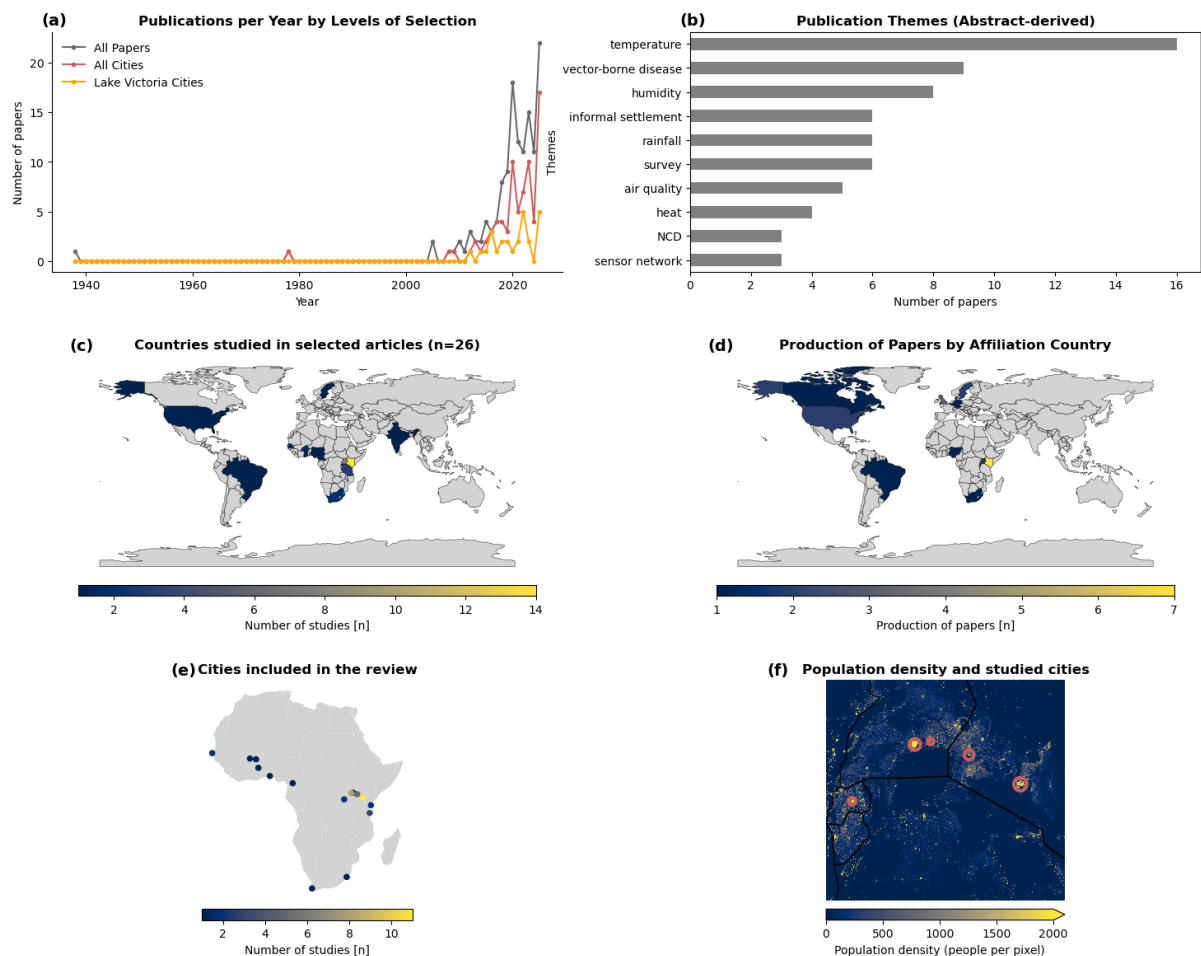 (a) Publications per Year by Levels of Selection
All Papers
All Cities
Lake Victoria Cities
Number of papers
0
5
10
15
20
1940
1960
1980
2000
2020
Year
(b) Publication Themes (Abstract-derived)
Themes
temperature
vector-borne disease
humidity
informal settlement
rainfall
survey
air quality
heat
NCD
sensor network
0 2 4 6 8 10 12 14 16
Number of papers
(c) Countries studied in selected articles (n=26)
2 4 6 8 10 12 14
Number of studies [n]
(d) Production of Papers by Affiliation Country
1 2 3 4 5 6 7
Production of papers [n]
(e) Cities included in the review
2 4 6 8 10
Number of studies [n]
(f) Population density and studied cities
0 500 1000 1500 2000
Population density (people per pixel)